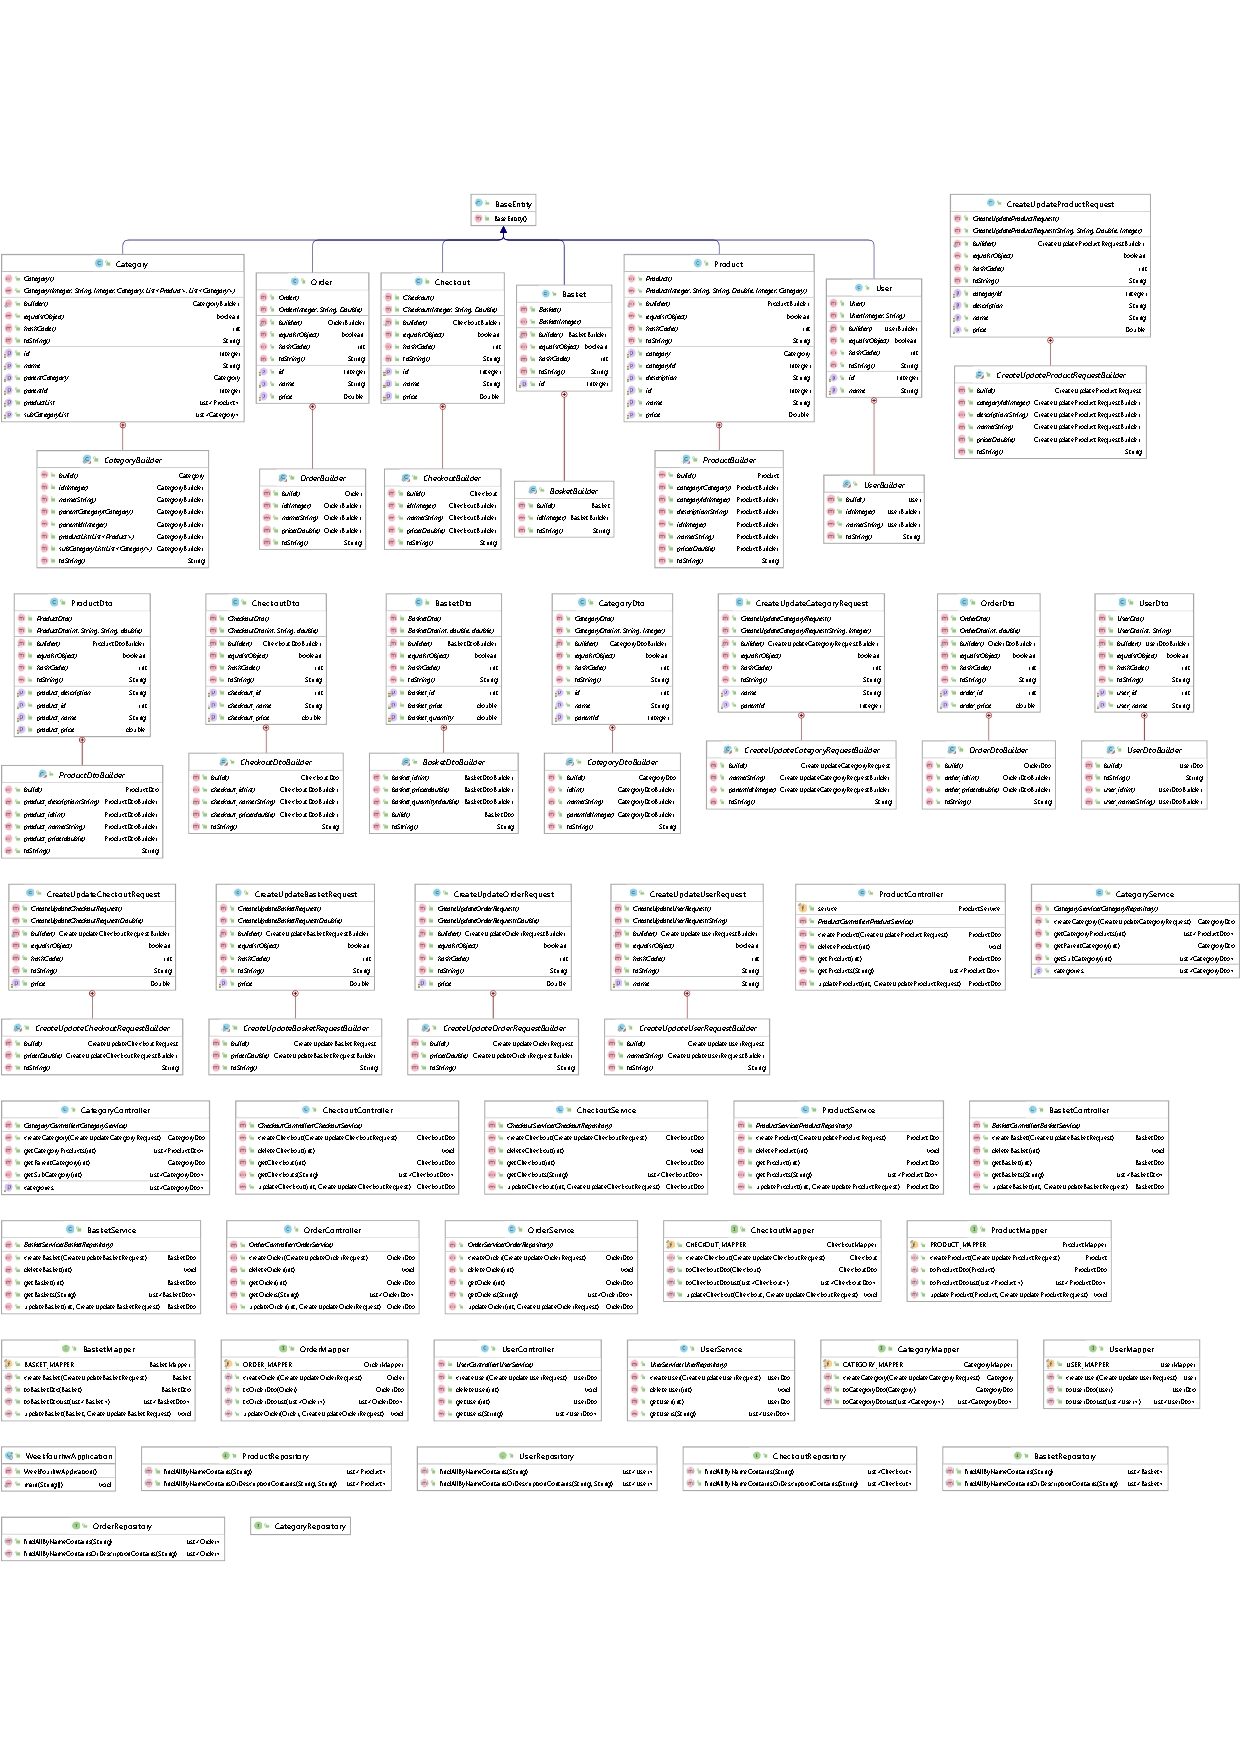 BaseEntity
BaseEntity()
CreateUpdateProductRequest
CreateUpdateProductRequest()
CreateUpdateProductRequest(String, String, Double, Integer)
builder() CreateUpdateProductRequestBuilder
equals(Object) boolean
hashCode() int
toString() String
categoryId Integer
description String
name String
price Double
CreateUpdateProductRequestBuilder
build() CreateUpdateProductRequest
categoryId(Integer) CreateUpdateProductRequestBuilder
description(String) CreateUpdateProductRequestBuilder
name(String) CreateUpdateProductRequestBuilder
price(Double) CreateUpdateProductRequestBuilder
toString() String
Category
Category()
Category(Integer, String, Integer, Category, List<Product>, List<Category>)
builder() CategoryBuilder
equals(Object) boolean
hashCode() int
toString() String
id Integer
name String
parentCategory Category
parentId Integer
productList List<Product>
subCategoryList List<Category>
Order
Order()
Order(Integer, String, Double)
builder() OrderBuilder
equals(Object) boolean
hashCode() int
toString() String
id Integer
name String
price Double
Checkout
Checkout()
Checkout(Integer, String, Double)
builder() CheckoutBuilder
equals(Object) boolean
hashCode() int
toString() String
id Integer
name String
price Double
Basket
Basket()
Basket(Integer)
builder() BasketBuilder
equals(Object) boolean
hashCode() int
toString() String
id Integer
Product
Product()
Product(Integer, String, String, Double, Integer, Category)
builder() ProductBuilder
equals(Object) boolean
hashCode() int
toString() String
category Category
categoryId Integer
description String
id Integer
name String
price Double
User
User()
User(Integer, String)
builder() UserBuilder
equals(Object) boolean
hashCode() int
toString() String
id Integer
name String
CategoryBuilder
build() Category
id(Integer) CategoryBuilder
name(String) CategoryBuilder
parentCategory(Category) CategoryBuilder
parentId(Integer) CategoryBuilder
productList(List<Product>) CategoryBuilder
subCategoryList(List<Category>) CategoryBuilder
toString() String
OrderBuilder
build() Order
id(Integer) OrderBuilder
name(String) OrderBuilder
price(Double) OrderBuilder
toString() String
CheckoutBuilder
build() Checkout
id(Integer) CheckoutBuilder
name(String) CheckoutBuilder
price(Double) CheckoutBuilder
toString() String
BasketBuilder
build() Basket
id(Integer) BasketBuilder
toString() String
ProductBuilder
build() Product
category(Category) ProductBuilder
categoryId(Integer) ProductBuilder
description(String) ProductBuilder
id(Integer) ProductBuilder
name(String) ProductBuilder
price(Double) ProductBuilder
toString() String
UserBuilder
build() User
id(Integer) UserBuilder
name(String) UserBuilder
toString() String
ProductDto
ProductDto()
ProductDto(int, String, String, double)
builder() ProductDtoBuilder
equals(Object) boolean
hashCode() int
toString() String
product_description String
product_id int
product_name String
product_price double
CheckoutDto
CheckoutDto()
CheckoutDto(int, String, double)
builder() CheckoutDtoBuilder
equals(Object) boolean
hashCode() int
toString() String
checkout_id int
checkout_name String
checkout_price double
BasketDto
BasketDto()
BasketDto(int, double, double)
builder() BasketDtoBuilder
equals(Object) boolean
hashCode() int
toString() String
basket_id int
basket_price double
basket_quantity double
CategoryDto
CategoryDto()
CategoryDto(int, String, Integer)
builder() CategoryDtoBuilder
equals(Object) boolean
hashCode() int
toString() String
id int
name String
parentId Integer
CreateUpdateCategoryRequest
CreateUpdateCategoryRequest()
CreateUpdateCategoryRequest(String, Integer)
builder() CreateUpdateCategoryRequestBuilder
equals(Object) boolean
hashCode() int
toString() String
name String
parentId Integer
OrderDto
OrderDto()
OrderDto(int, double)
builder() OrderDtoBuilder
equals(Object) boolean
hashCode() int
toString() String
order_id int
order_price double
UserDto
UserDto()
UserDto(int, String)
builder() UserDtoBuilder
equals(Object) boolean
hashCode() int
toString() String
user_id int
user_name String
ProductDtoBuilder
build() ProductDto
product_description(String) ProductDtoBuilder
product_id(int) ProductDtoBuilder
product_name(String) ProductDtoBuilder
product_price(double) ProductDtoBuilder
toString() String
CheckoutDtoBuilder
build() CheckoutDto
checkout_id(int) CheckoutDtoBuilder
checkout_name(String) CheckoutDtoBuilder
checkout_price(double) CheckoutDtoBuilder
toString() String
BasketDtoBuilder
basket_id(int) BasketDtoBuilder
basket_price(double) BasketDtoBuilder
basket_quantity(double) BasketDtoBuilder
build() BasketDto
toString() String
CategoryDtoBuilder
build() CategoryDto
id(int) CategoryDtoBuilder
name(String) CategoryDtoBuilder
parentId(Integer) CategoryDtoBuilder
toString() String
CreateUpdateCategoryRequestBuilder
build() CreateUpdateCategoryRequest
name(String) CreateUpdateCategoryRequestBuilder
parentId(Integer) CreateUpdateCategoryRequestBuilder
toString() String
OrderDtoBuilder
build() OrderDto
order_id(int) OrderDtoBuilder
order_price(double) OrderDtoBuilder
toString() String
UserDtoBuilder
build() UserDto
toString() String
user_id(int) UserDtoBuilder
user_name(String) UserDtoBuilder
CreateUpdateCheckoutRequest
CreateUpdateCheckoutRequest()
CreateUpdateCheckoutRequest(Double)
builder() CreateUpdateCheckoutRequestBuilder
equals(Object) boolean
hashCode() int
toString() String
price Double
CreateUpdateBasketRequest
CreateUpdateBasketRequest()
CreateUpdateBasketRequest(Double)
builder() CreateUpdateBasketRequestBuilder
equals(Object) boolean
hashCode() int
toString() String
price Double
CreateUpdateOrderRequest
CreateUpdateOrderRequest()
CreateUpdateOrderRequest(Double)
builder() CreateUpdateOrderRequestBuilder
equals(Object) boolean
hashCode() int
toString() String
price Double
CreateUpdateUserRequest
CreateUpdateUserRequest()
CreateUpdateUserRequest(String)
builder() CreateUpdateUserRequestBuilder
equals(Object) boolean
hashCode() int
toString() String
name String
ProductController
service ProductService
ProductController(ProductService)
createProduct(CreateUpdateProductRequest) ProductDto
deleteProduct(int) void
getProduct(int) ProductDto
getProducts(String) List<ProductDto>
updateProduct(int, CreateUpdateProductRequest) ProductDto
CategoryService
CategoryService(CategoryRepository)
createCategory(CreateUpdateCategoryRequest) CategoryDto
getCategoryProducts(int) List<ProductDto>
getParentCategory(int) CategoryDto
getSubCategory(int) List<CategoryDto>
categories List<CategoryDto>
CreateUpdateCheckoutRequestBuilder
build() CreateUpdateCheckoutRequest
price(Double) CreateUpdateCheckoutRequestBuilder
toString() String
CreateUpdateBasketRequestBuilder
build() CreateUpdateBasketRequest
price(Double) CreateUpdateBasketRequestBuilder
toString() String
CreateUpdateOrderRequestBuilder
build() CreateUpdateOrderRequest
price(Double) CreateUpdateOrderRequestBuilder
toString() String
CreateUpdateUserRequestBuilder
build() CreateUpdateUserRequest
name(String) CreateUpdateUserRequestBuilder
toString() String
CategoryController
CategoryController(CategoryService)
createCategory(CreateUpdateCategoryRequest) CategoryDto
getCategoryProducts(int) List<ProductDto>
getParentCategory(int) CategoryDto
getSubCategory(int) List<CategoryDto>
categories List<CategoryDto>
CheckoutController
CheckoutController(CheckoutService)
createCheckout(CreateUpdateCheckoutRequest) CheckoutDto
deleteCheckout(int) void
getCheckout(int) CheckoutDto
getCheckouts(String) List<CheckoutDto>
updateCheckout(int, CreateUpdateCheckoutRequest) CheckoutDto
CheckoutService
CheckoutService(CheckoutRepository)
createCheckout(CreateUpdateCheckoutRequest) CheckoutDto
deleteCheckout(int) void
getCheckout(int) CheckoutDto
getCheckouts(String) List<CheckoutDto>
updateCheckout(int, CreateUpdateCheckoutRequest) CheckoutDto
ProductService
ProductService(ProductRepository)
createProduct(CreateUpdateProductRequest) ProductDto
deleteProduct(int) void
getProduct(int) ProductDto
getProducts(String) List<ProductDto>
updateProduct(int, CreateUpdateProductRequest) ProductDto
BasketController
BasketController(BasketService)
createBasket(CreateUpdateBasketRequest) BasketDto
deleteBasket(int) void
getBasket(int) BasketDto
getBaskets(String) List<BasketDto>
updateBasket(int, CreateUpdateBasketRequest) BasketDto
BasketService
BasketService(BasketRepository)
createBasket(CreateUpdateBasketRequest) BasketDto
deleteBasket(int) void
getBasket(int) BasketDto
getBaskets(String) List<BasketDto>
updateBasket(int, CreateUpdateBasketRequest) BasketDto
OrderController
OrderController(OrderService)
createOrder(CreateUpdateOrderRequest) OrderDto
deleteOrder(int) void
getOrder(int) OrderDto
getOrders(String) List<OrderDto>
updateOrder(int, CreateUpdateOrderRequest) OrderDto
OrderService
OrderService(OrderRepository)
createOrder(CreateUpdateOrderRequest) OrderDto
deleteOrder(int) void
getOrder(int) OrderDto
getOrders(String) List<OrderDto>
updateOrder(int, CreateUpdateOrderRequest) OrderDto
CheckoutMapper
CHECKOUT_MAPPER CheckoutMapper
createCheckout(CreateUpdateCheckoutRequest) Checkout
toCheckoutDto(Checkout) CheckoutDto
toCheckoutDtoList(List<Checkout>) List<CheckoutDto>
updateCheckout(Checkout, CreateUpdateCheckoutRequest) void
ProductMapper
PRODUCT_MAPPER ProductMapper
createProduct(CreateUpdateProductRequest) Product
toProductDto(Product) ProductDto
toProductDtoList(List<Product>) List<ProductDto>
updateProduct(Product, CreateUpdateProductRequest) void
BasketMapper
BASKET_MAPPER BasketMapper
createBasket(CreateUpdateBasketRequest) Basket
toBasketDto(Basket) BasketDto
toBasketDtoList(List<Basket>) List<BasketDto>
updateBasket(Basket, CreateUpdateBasketRequest) void
OrderMapper
ORDER_MAPPER OrderMapper
createOrder(CreateUpdateOrderRequest) Order
toOrderDto(Order) OrderDto
toOrderDtoList(List<Order>) List<OrderDto>
updateOrder(Order, CreateUpdateOrderRequest) void
UserController
UserController(UserService)
createUser(CreateUpdateUserRequest) UserDto
deleteUser(int) void
getUser(int) UserDto
getUsers(String) List<UserDto>
UserService
UserService(UserRepository)
createUser(CreateUpdateUserRequest) UserDto
deleteUser(int) void
getUser(int) UserDto
getUsers(String) List<UserDto>
CategoryMapper
CATEGORY_MAPPER CategoryMapper
createCategory(CreateUpdateCategoryRequest) Category
toCategoryDto(Category) CategoryDto
toCategoryDtoList(List<Category>) List<CategoryDto>
UserMapper
USER_MAPPER UserMapper
createUser(CreateUpdateUserRequest) User
toUserDto(User) UserDto
toUserDtoList(List<User>) List<UserDto>
WeekfourhwApplication
WeekfourhwApplication()
main(String[]) void
ProductRepository
findAllByNameContains(String) List<Product>
findAllByNameContainsOrDescriptionContains(String, String) List<Product>
UserRepository
findAllByNameContains(String) List<User>
findAllByNameContainsOrDescriptionContains(String, String) List<User>
CheckoutRepository
findAllByNameContains(String) List<Checkout>
findAllByNameContainsOrDescriptionContains(String) List<Checkout>
BasketRepository
findAllByNameContains(String) List<Basket>
findAllByNameContainsOrDescriptionContains(String) List<Basket>
OrderRepository
findAllByNameContains(String) List<Order>
findAllByNameContainsOrDescriptionContains(String) List<Order>
CategoryRepository